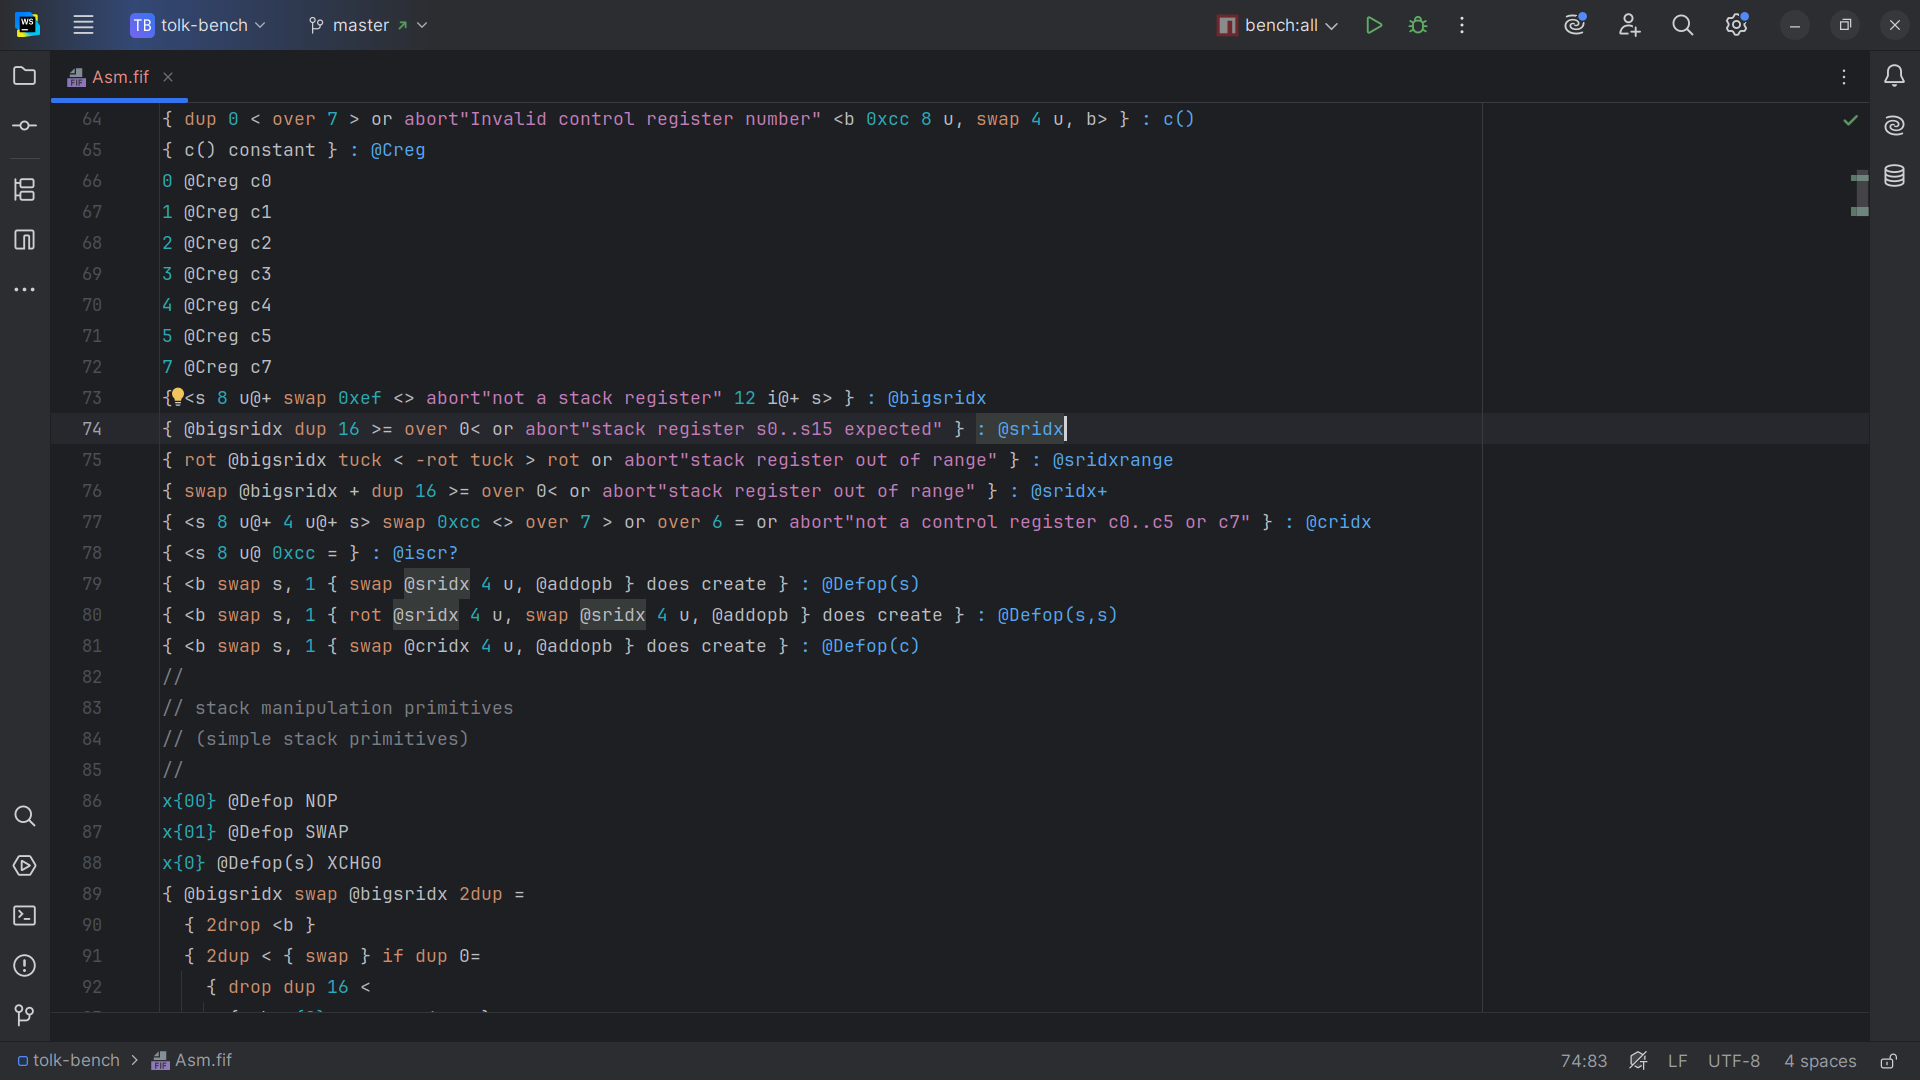 WS
TB tolk-bench
master
bench:all
Asm.fif
64 { dup 0 < over 7 > or abort"Invalid control register number" <b 0xcc 8 u, swap 4 u, b> } : c()
65 { c() constant } : @Creg
66 0 @Creg c0
67 1 @Creg c1
68 2 @Creg c2
69 3 @Creg c3
70 4 @Creg c4
71 5 @Creg c5
72 7 @Creg c7
73 { <s 8 u@+ swap 0xef <> abort"not a stack register" 12 i@+ s> } : @bigsridx
74 { @bigsridx dup 16 >= over 0< or abort"stack register s0..s15 expected" } : @sridx
75 { rot @bigsridx tuck < -rot tuck > rot or abort"stack register out of range" } : @sridxrange
76 { swap @bigsridx + dup 16 >= over 0< or abort"stack register out of range" } : @sridx+
77 { <s 8 u@+ 4 u@+ s> swap 0xcc <> over 7 > or over 6 = or abort"not a control register c0..c5 or c7" } : @cridx
78 { <s 8 u@ 0xcc = } : @iscr?
79 { <b swap s, 1 { swap @sridx 4 u, @addopb } does create } : @Defop(s)
80 { <b swap s, 1 { rot @sridx 4 u, swap @sridx 4 u, @addopb } does create } : @Defop(s,s)
81 { <b swap s, 1 { swap @cridx 4 u, @addopb } does create } : @Defop(c)
82 //
83 // stack manipulation primitives
84 // (simple stack primitives)
85 //
86 x{00} @Defop NOP
87 x{01} @Defop SWAP
88 x{0} @Defop(s) XCHG0
89 { @bigsridx swap @bigsridx 2dup =
90 { 2drop <b }
91 { 2dup < { swap } if dup 0=
92 { drop dup 16 <
tolk-bench > Asm.fif
74:83 LF UTF-8 4 spaces